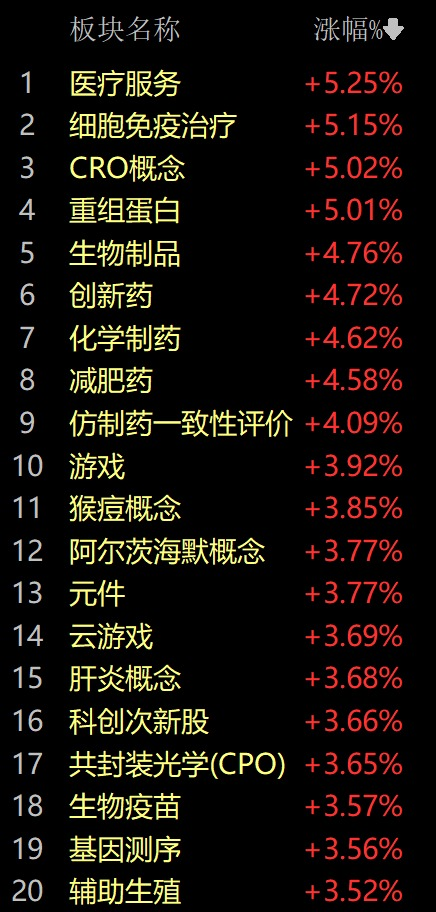 板块名称 涨幅%
1 医疗服务 +5.25%
2 细胞免疫治疗 +5.15%
3 CRO概念 +5.02%
4 重组蛋白 +5.01%
5 生物制品 +4.76%
6 创新药 +4.72%
7 化学制药 +4.62%
8 减肥药 +4.58%
9 仿制药一致性评价 +4.09%
10 游戏 +3.92%
11 猴痘概念 +3.85%
12 阿尔茨海默概念 +3.77%
13 元件 +3.77%
14 云游戏 +3.69%
15 肝炎概念 +3.68%
16 科创次新股 +3.66%
17 共封装光学(CPO) +3.65%
18 生物疫苗 +3.57%
19 基因测序 +3.56%
20 辅助生殖 +3.52%